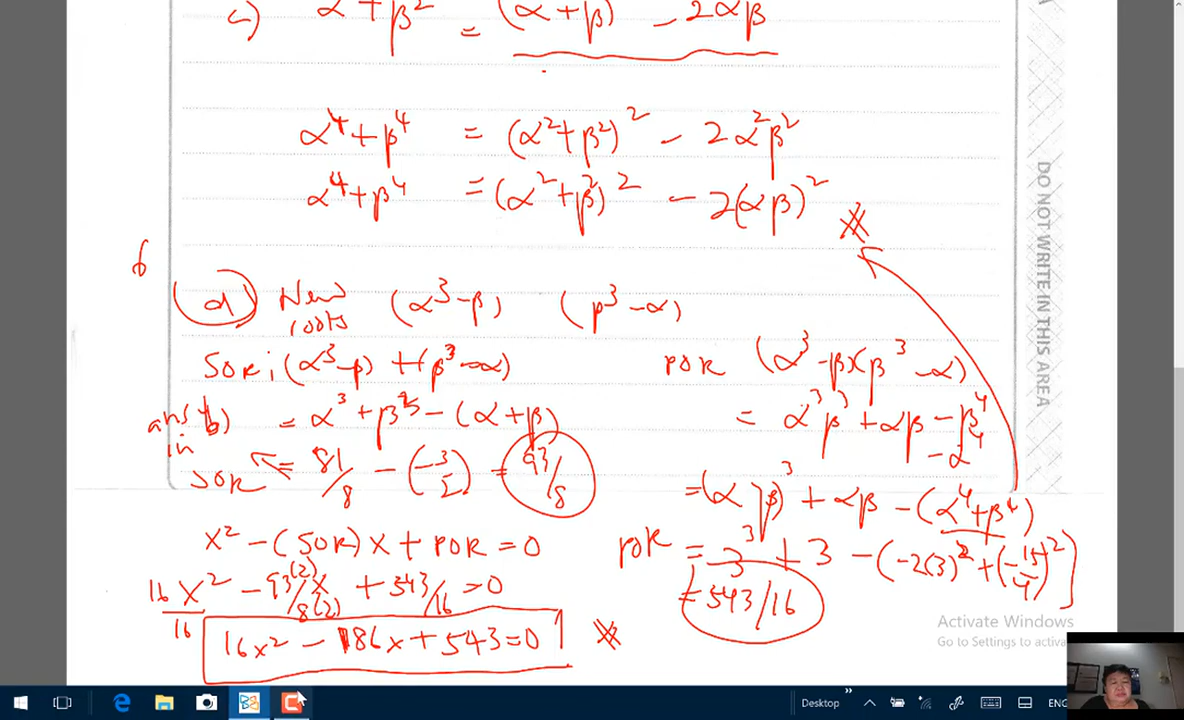 c) α + β² = (α + β) - 2αβ
α⁴ + β⁴ = (α² + β²)² - 2α²β²
α⁴ + β⁴ = (α² + β²)² - 2(αβ)²
6
(d) New roots (α³ - β) (β³ - α)
SOR: (α³ - β) + (β³ - α)
ans in b) = α³ + β³ - (α + β)
SOR = 81/8 - (-3/2) = 93/8
POR (α³ - β)(β³ - α)
= α³β³ + αβ - β⁴ - α⁴
= (αβ)³ + αβ - (α⁴ + β⁴)
POR = 3³ + 3 - (-2(3)² + (-15/4)²]
= 543/16
x² - (SOR)x + POR = 0
16x²/16 - 93(2)/8(2) x + 543/16 = 0
16x² - 186x + 543 = 0
DO NOT WRITE IN THIS AREA
Activate Windows
Go to Settings to activa
Desktop
ENG